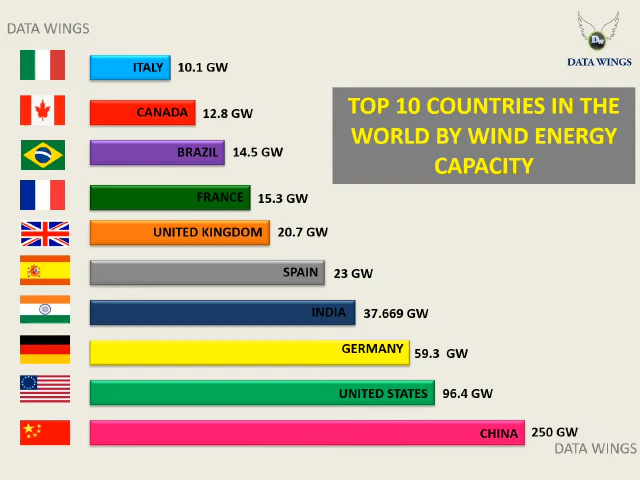 DATA WINGS
DW
DATA WINGS
TOP 10 COUNTRIES IN THE
WORLD BY WIND ENERGY
CAPACITY
ITALY 10.1 GW
CANADA 12.8 GW
BRAZIL 14.5 GW
FRANCE 15.3 GW
UNITED KINGDOM 20.7 GW
SPAIN 23 GW
INDIA 37.669 GW
GERMANY 59.3 GW
UNITED STATES 96.4 GW
CHINA 250 GW
DATA WINGS